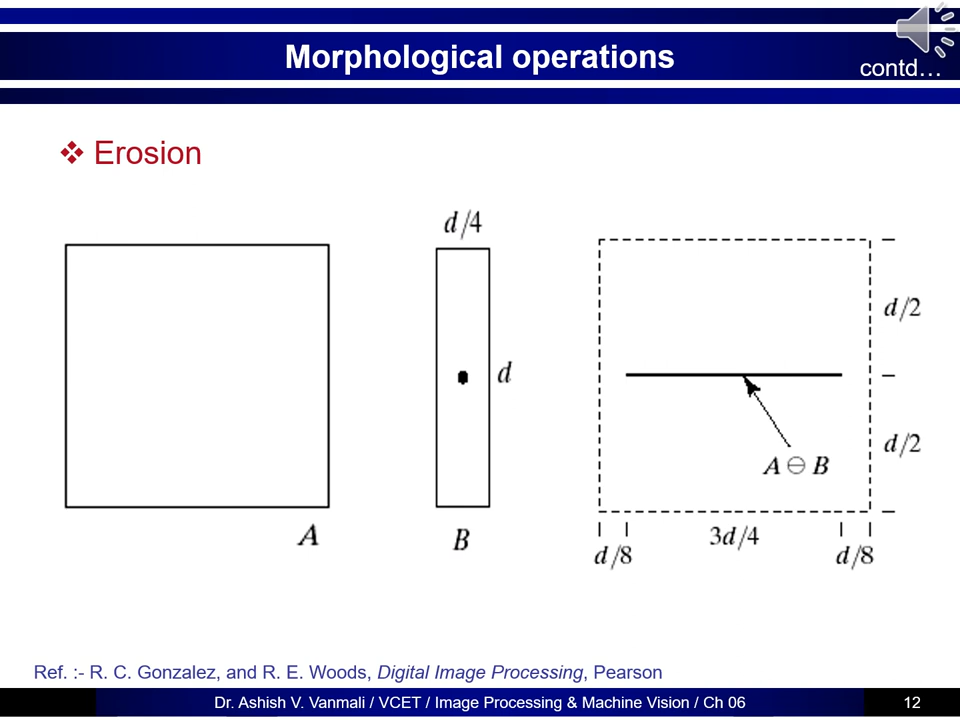 Morphological operations
contd…
❖ Erosion
d/4
d
A
B
d/2
d/2
A ⊖ B
d/8
3d/4
d/8
Ref. :- R. C. Gonzalez, and R. E. Woods, Digital Image Processing, Pearson
Dr. Ashish V. Vanmali / VCET / Image Processing & Machine Vision / Ch 06
12